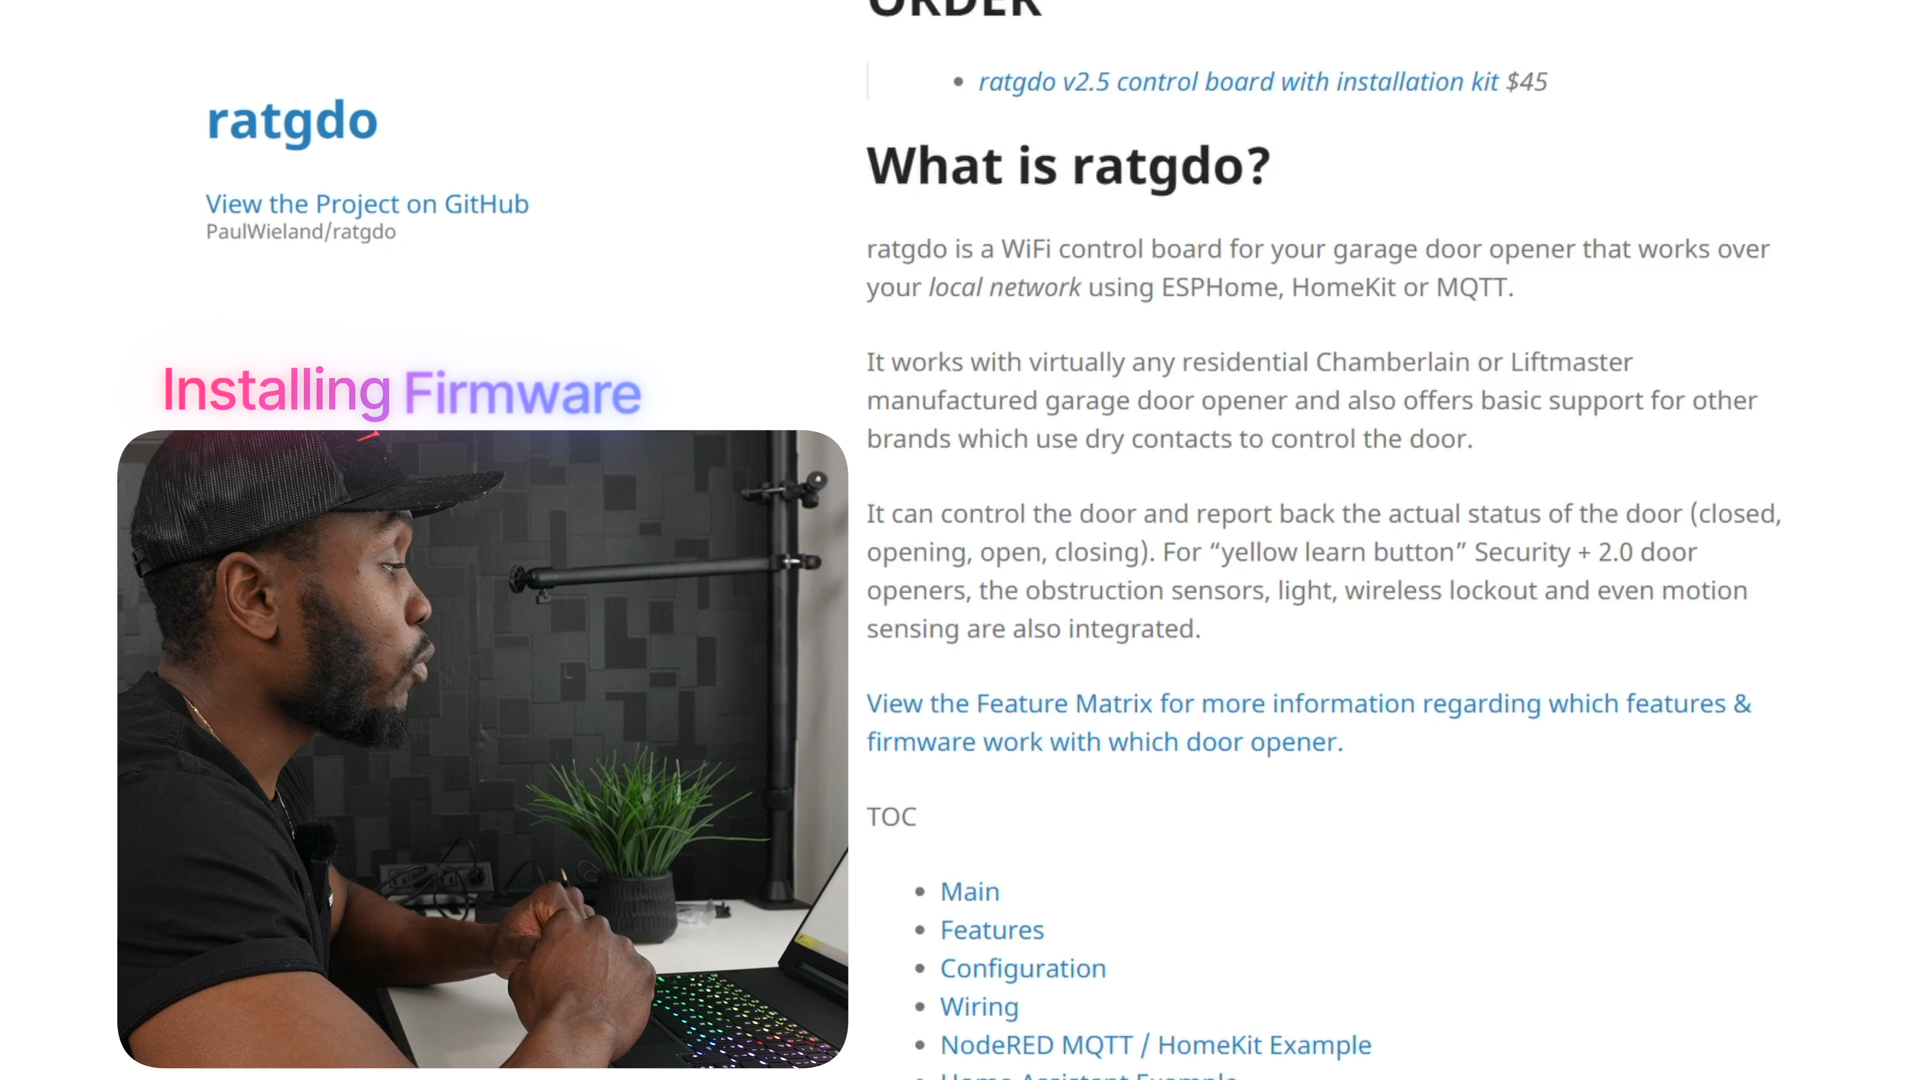 ORDER
ratgdo v2.5 control board with installation kit $45
ratgdo
View the Project on GitHub
PaulWieland/ratgdo
Installing Firmware
What is ratgdo?
ratgdo is a WiFi control board for your garage door opener that works over
your local network using ESPHome, HomeKit or MQTT.
It works with virtually any residential Chamberlain or Liftmaster
manufactured garage door opener and also offers basic support for other
brands which use dry contacts to control the door.
It can control the door and report back the actual status of the door (closed,
opening, open, closing). For “yellow learn button” Security + 2.0 door
openers, the obstruction sensors, light, wireless lockout and even motion
sensing are also integrated.
View the Feature Matrix for more information regarding which features &
firmware work with which door opener.
TOC
Main
Features
Configuration
Wiring
NodeRED MQTT / HomeKit Example
Home Assistant Example